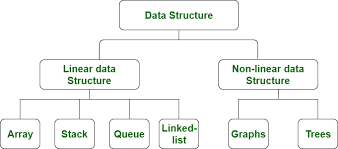 Data Structure
Linear data
Structure
Non-linear data
Structure
Array
Stack
Queue
Linked-
list
Graphs
Trees